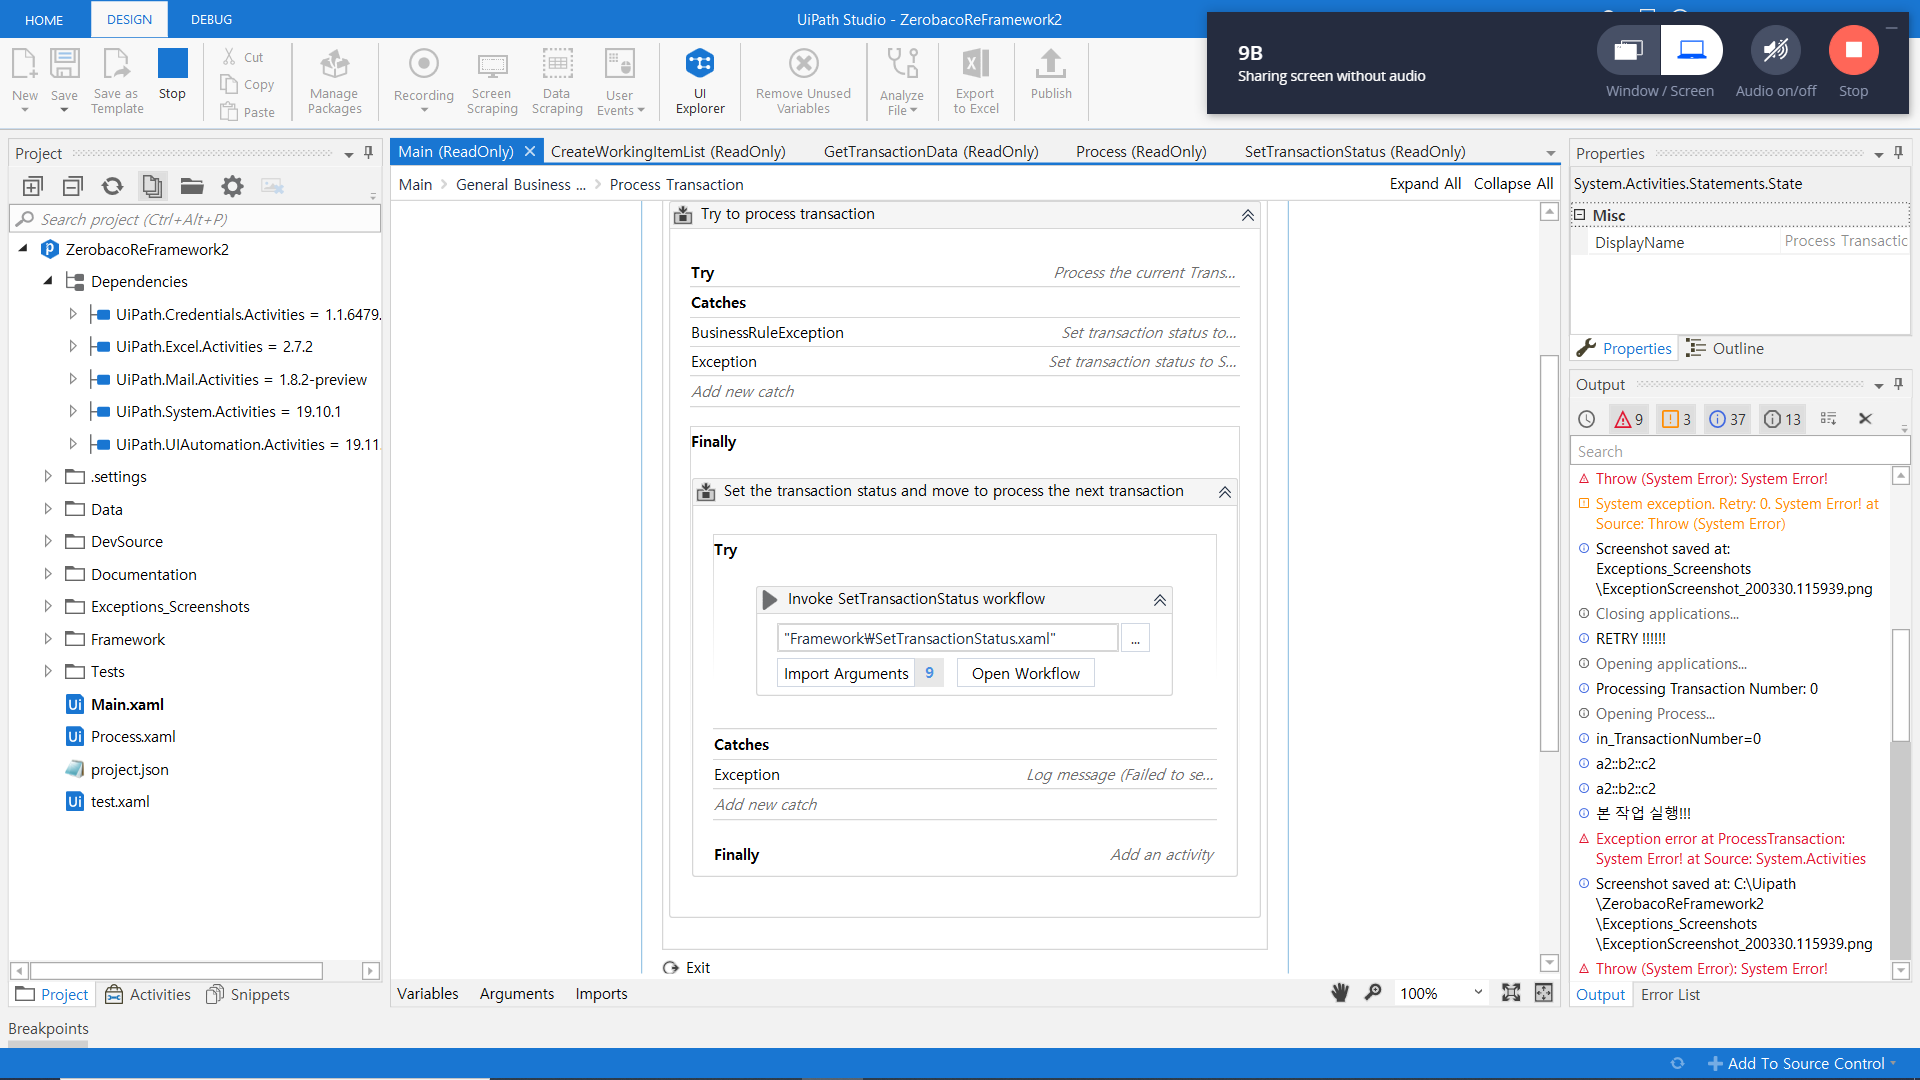 HOME
DESIGN
DEBUG
UiPath Studio - ZerobacoReFramework2
9B
Sharing screen without audio
Window / Screen
Audio on/off
Stop
New
Save
Save as
Template
Stop
Cut
Copy
Paste
Manage
Packages
Recording
Screen
Scraping
Data
Scraping
User
Events
UI
Explorer
Remove Unused
Variables
Analyze
File
Export
to Excel
Publish
Project
Search project (Ctrl+Alt+P)
ZerobacoReFramework2
Dependencies
UiPath.Credentials.Activities = 1.1.6479.
UiPath.Excel.Activities = 2.7.2
UiPath.Mail.Activities = 1.8.2-preview
UiPath.System.Activities = 19.10.1
UiPath.UIAutomation.Activities = 19.11.
.settings
Data
DevSource
Documentation
Exceptions_Screenshots
Framework
Tests
Ui Main.xaml
Ui Process.xaml
project.json
Ui test.xaml
Project
Activities
Snippets
Main (ReadOnly)
CreateWorkingItemList (ReadOnly)
GetTransactionData (ReadOnly)
Process (ReadOnly)
SetTransactionStatus (ReadOnly)
Main
General Business ...
Process Transaction
Expand All
Collapse All
Try to process transaction
Try
Process the current Trans...
Catches
BusinessRuleException
Set transaction status to...
Exception
Set transaction status to S...
Add new catch
Finally
Set the transaction status and move to process the next transaction
Try
Invoke SetTransactionStatus workflow
"Framework₩SetTransactionStatus.xaml"
...
Import Arguments 9
Open Workflow
Catches
Exception
Log message (Failed to se...
Add new catch
Finally
Add an activity
Exit
Variables
Arguments
Imports
100%
Properties
System.Activities.Statements.State
Misc
DisplayName
Process Transactic
Properties
Outline
Output
9
3
37
13
Search
Throw (System Error): System Error!
System exception. Retry: 0. System Error! at
Source: Throw (System Error)
Screenshot saved at:
Exceptions_Screenshots
\ExceptionScreenshot_200330.115939.png
Closing applications...
RETRY !!!!!!
Opening applications...
Processing Transaction Number: 0
Opening Process...
in_TransactionNumber=0
a2::b2::c2
a2::b2::c2
본 작업 실행!!!
Exception error at ProcessTransaction:
System Error! at Source: System.Activities
Screenshot saved at: C:\Uipath
\ZerobacoReFramework2
\Exceptions_Screenshots
\ExceptionScreenshot_200330.115939.png
Throw (System Error): System Error!
Output
Error List
Breakpoints
Add To Source Control